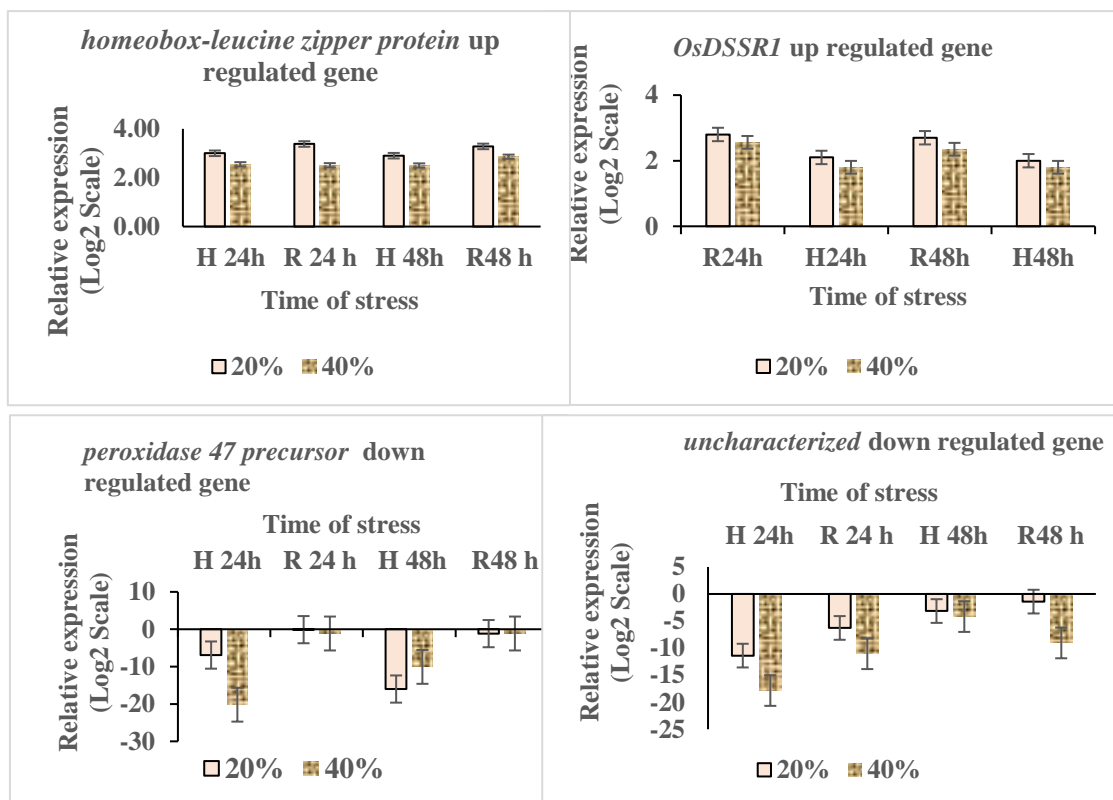 homeobox-leucine zipper protein up
regulated gene
Relative expression
(Log2 Scale)
4.00
2.00
0.00
H 24h R 24 h H 48h R48 h
Time of stress
20% 40%
OsDSSR1 up regulated gene
Relative expression
(Log2 Scale)
4
2
0
R24h H24h R48h H48h
Time of stress
20% 40%
peroxidase 47 precursor down
regulated gene
Time of stress
H 24h R 24 h H 48h R48 h
Relative expression
(Log2 Scale)
10
0
-10
-20
-30
20% 40%
uncharacterized down regulated gene
Time of stress
H 24h R 24 h H 48h R48 h
Relative expression
(Log2 Scale)
5
0
-5
-10
-15
-20
-25
20% 40%